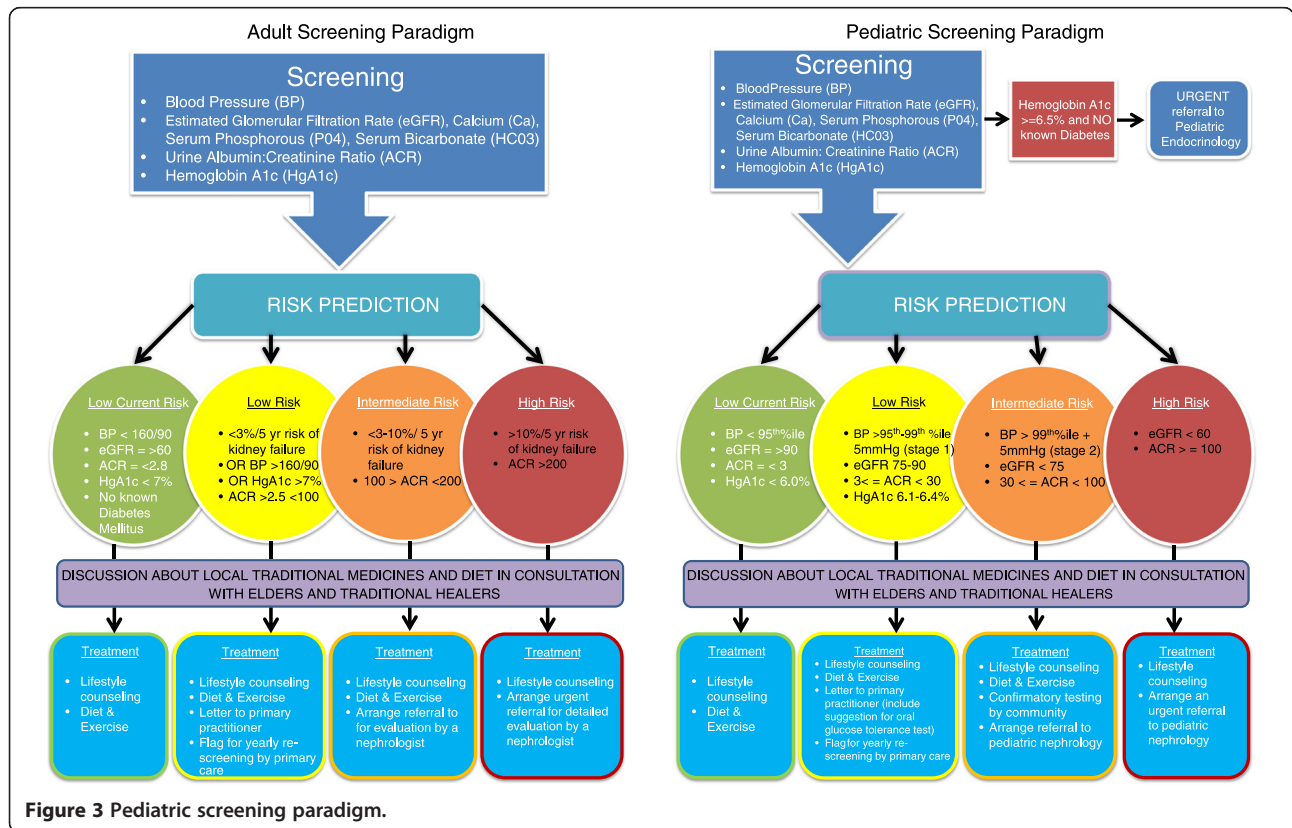 Adult Screening Paradigm
Screening
• Blood Pressure (BP)
• Estimated Glomerular Filtration Rate (eGFR), Calcium (Ca),
Serum Phosphorous (P04), Serum Bicarbonate (HC03)
• Urine Albumin:Creatinine Ratio (ACR)
• Hemoglobin A1c (HgA1c)
RISK PREDICTION
Low Current Risk
• BP < 160/90
• eGFR = >60
• ACR = <2.8
• HgA1c < 7%
• No known
Diabetes
Mellitus
Low Risk
• <3%/5 yr risk of
kidney failure
• OR BP >160/90
• OR HgA1c >7%
• ACR >2.5 <100
Intermediate Risk
• <3-10%/ 5 yr
risk of kidney
failure
• 100 > ACR <200
High Risk
• >10%/5 yr risk
of kidney failure
• ACR >200
DISCUSSION ABOUT LOCAL TRADITIONAL MEDICINES AND DIET IN CONSULTATION
WITH ELDERS AND TRADITIONAL HEALERS
Treatment
• Lifestyle
counseling
• Diet &
Exercise
Treatment
• Lifestyle counseling
• Diet & Exercise
• Letter to primary
practitioner
• Flag for yearly re-
screening by primary
care
Treatment
• Lifestyle counseling
• Diet & Exercise
• Arrange referral to
for evaluation by a
nephrologist
Treatment
• Lifestyle counseling
• Arrange urgent
referral for detailed
evaluation by a
nephrologist
Pediatric Screening Paradigm
Screening
• BloodPressure (BP)
• Estimated Glomerular Filtration Rate (eGFR),
Calcium (Ca), Serum Phosphorous (P04),
Serum Bicarbonate (HC03)
• Urine Albumin: Creatinine Ratio (ACR)
• Hemoglobin A1c (HgA1c)
Hemoglobin A1c
>=6.5% and NO
known Diabetes
URGENT
referral to
Pediatric
Endocrinology
RISK PREDICTION
Low Current Risk
• BP < 95tho%ile
• eGFR = >90
• ACR = < 3
• HgA1c < 6.0%
Low Risk
• BP >95th-99th %ile
5mmHg (stage 1)
• eGFR 75-90
• 3< = ACR < 30
• HgA1c 6.1-6.4%
Intermediate Risk
• BP > 99tho%ile +
5mmHg (stage 2)
• eGFR < 75
• 30 < = ACR < 100
High Risk
• eGFR < 60
• ACR > = 100
DISCUSSION ABOUT LOCAL TRADITIONAL MEDICINES AND DIET IN CONSULTATION
WITH ELDERS AND TRADITIONAL HEALERS
Treatment
• Lifestyle
counseling
• Diet &
Exercise
Treatment
• Lifestyle counseling
• Diet & Exercise
• Letter to primary
practitioner (include
suggestion for oral
glucose tolerance test)
• Flagfor yearly re-
screening by primary care
Treatment
• Lifestyle counseling
• Diet & Exercise
• Confirmatory testing
by community
• Arrange referral to
pediatric nephrology
Treatment
• Lifestyle
counseling
• Arrange an
urgent referral
to pediatric
nephrology
Figure 3 Pediatric screening paradigm.